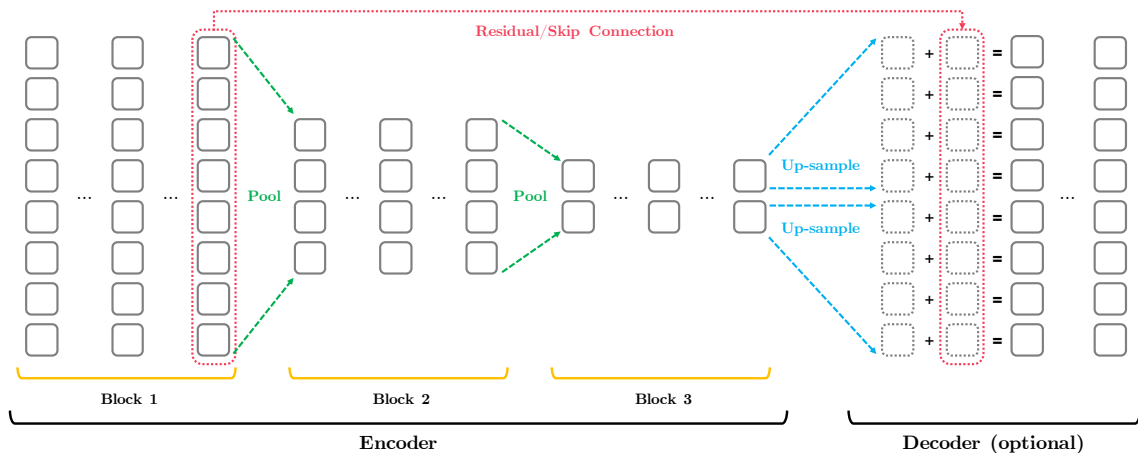 Residual/Skip Connection
+ =
+ =
+ =
+ =
Up-sample
... ... Pool ... ... Pool ... ... ...
+ =
Up-sample
+ =
+ =
+ =
Block 1 Block 2 Block 3
Encoder Decoder (optional)